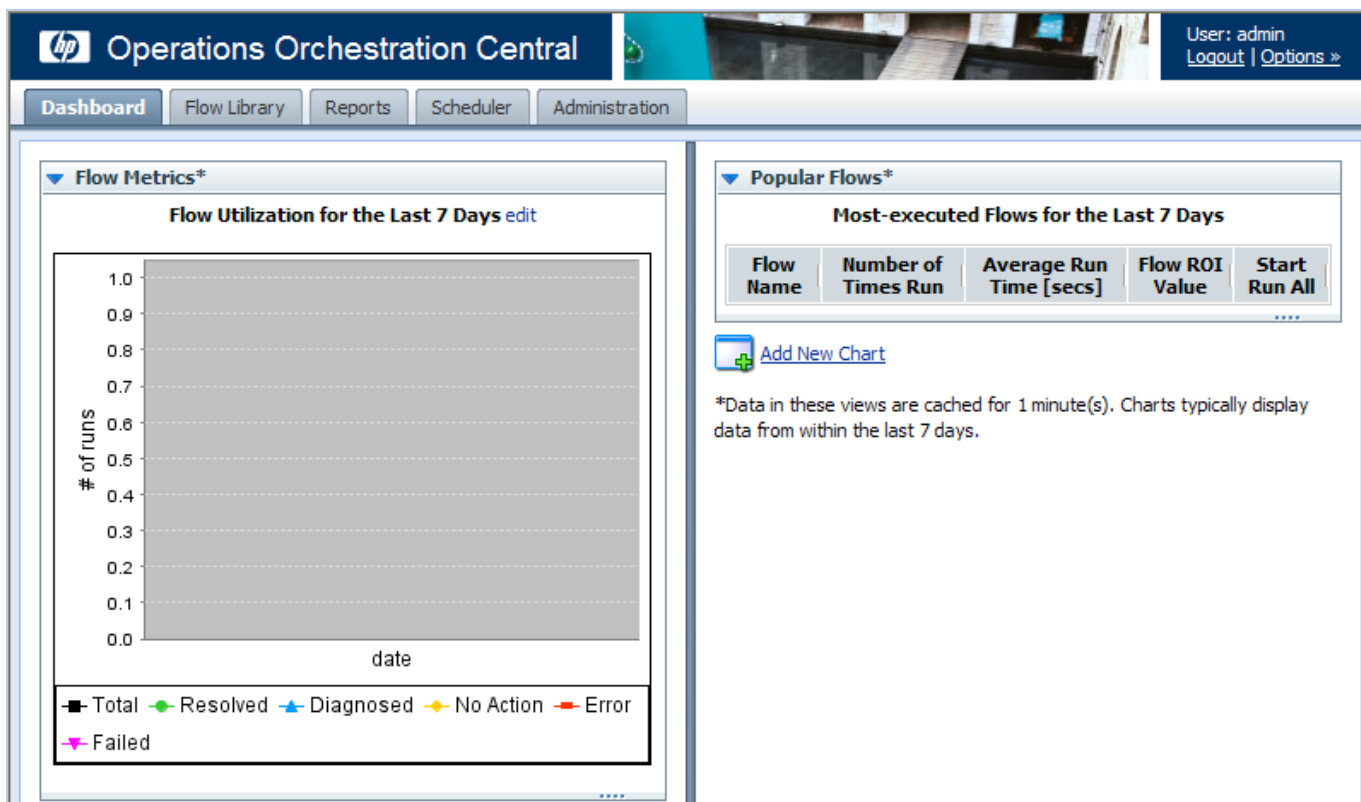 hp Operations Orchestration Central
User: admin
Logout | Options »
Dashboard Flow Library Reports Scheduler Administration
Flow Metrics*
Flow Utilization for the Last 7 Days edit
1.0
0.9
0.8
0.7
0.6
0.5
0.4
0.3
0.2
0.1
0.0
# of runs
date
Total Resolved Diagnosed No Action Error
Failed
Popular Flows*
Most-executed Flows for the Last 7 Days
Flow Number of Average Run Flow ROI Start
Name Times Run Time [secs] Value Run All
Add New Chart
*Data in these views are cached for 1 minute(s). Charts typically display
data from within the last 7 days.